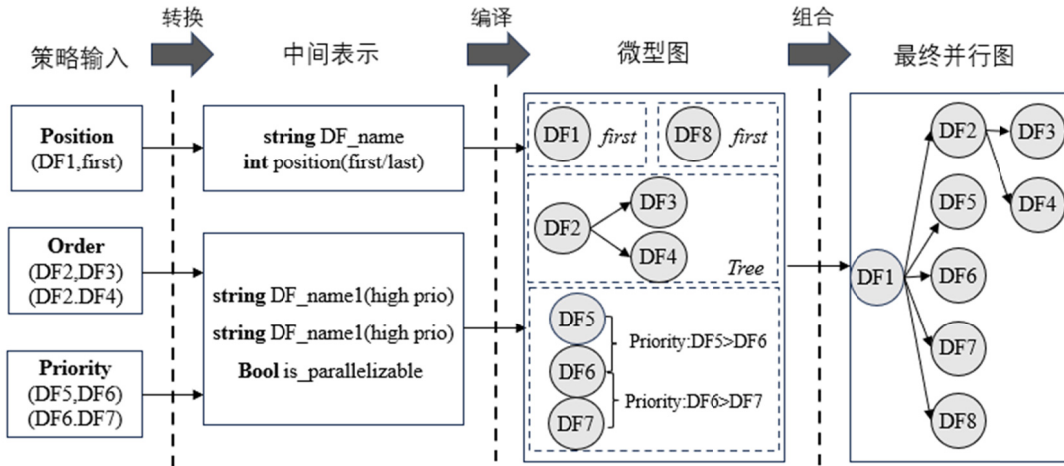 转换
编译
组合
策略输入
中间表示
微型图
最终并行图
Position
(DF1,first)
Order
(DF2,DF3)
(DF2.DF4)
Priority
(DF5,DF6)
(DF6.DF7)
string DF_name
int position(first/last)
string DF_name1(high prio)
string DF_name1(high prio)
Bool is_parallelizable
DF1 first
DF8 first
DF2
DF3
DF4
Tree
DF5
DF6
DF7
Priority:DF5>DF6
Priority:DF6>DF7
DF1
DF2
DF3
DF4
DF5
DF6
DF7
DF8